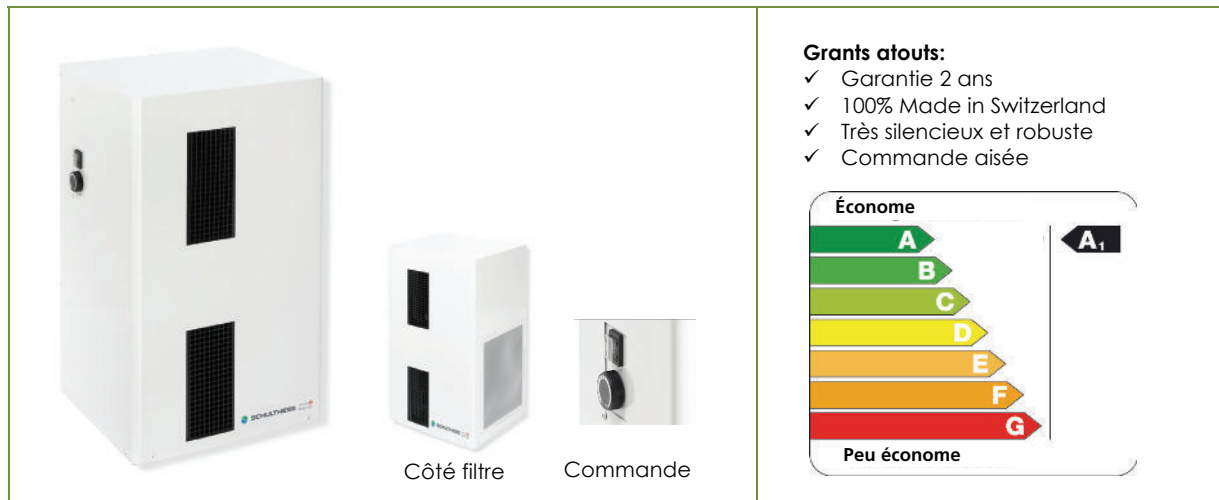 SCHULTHESS
Côté filtre
Commande
Grants atouts:
✓ Garantie 2 ans
✓ 100% Made in Switzerland
✓ Très silencieux et robuste
✓ Commande aisée
Économe
A
A₁
B
C
D
E
F
G
Peu économe